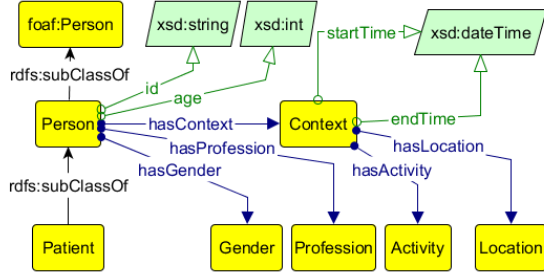 foaf:Person
xsd:string
xsd:int
xsd:dateTime
startTime
rdfs:subClassOf
id
age
Person
hasContext
Context
endTime
hasProfession
hasLocation
hasGender
hasActivity
rdfs:subClassOf
Patient
Gender
Profession
Activity
Location